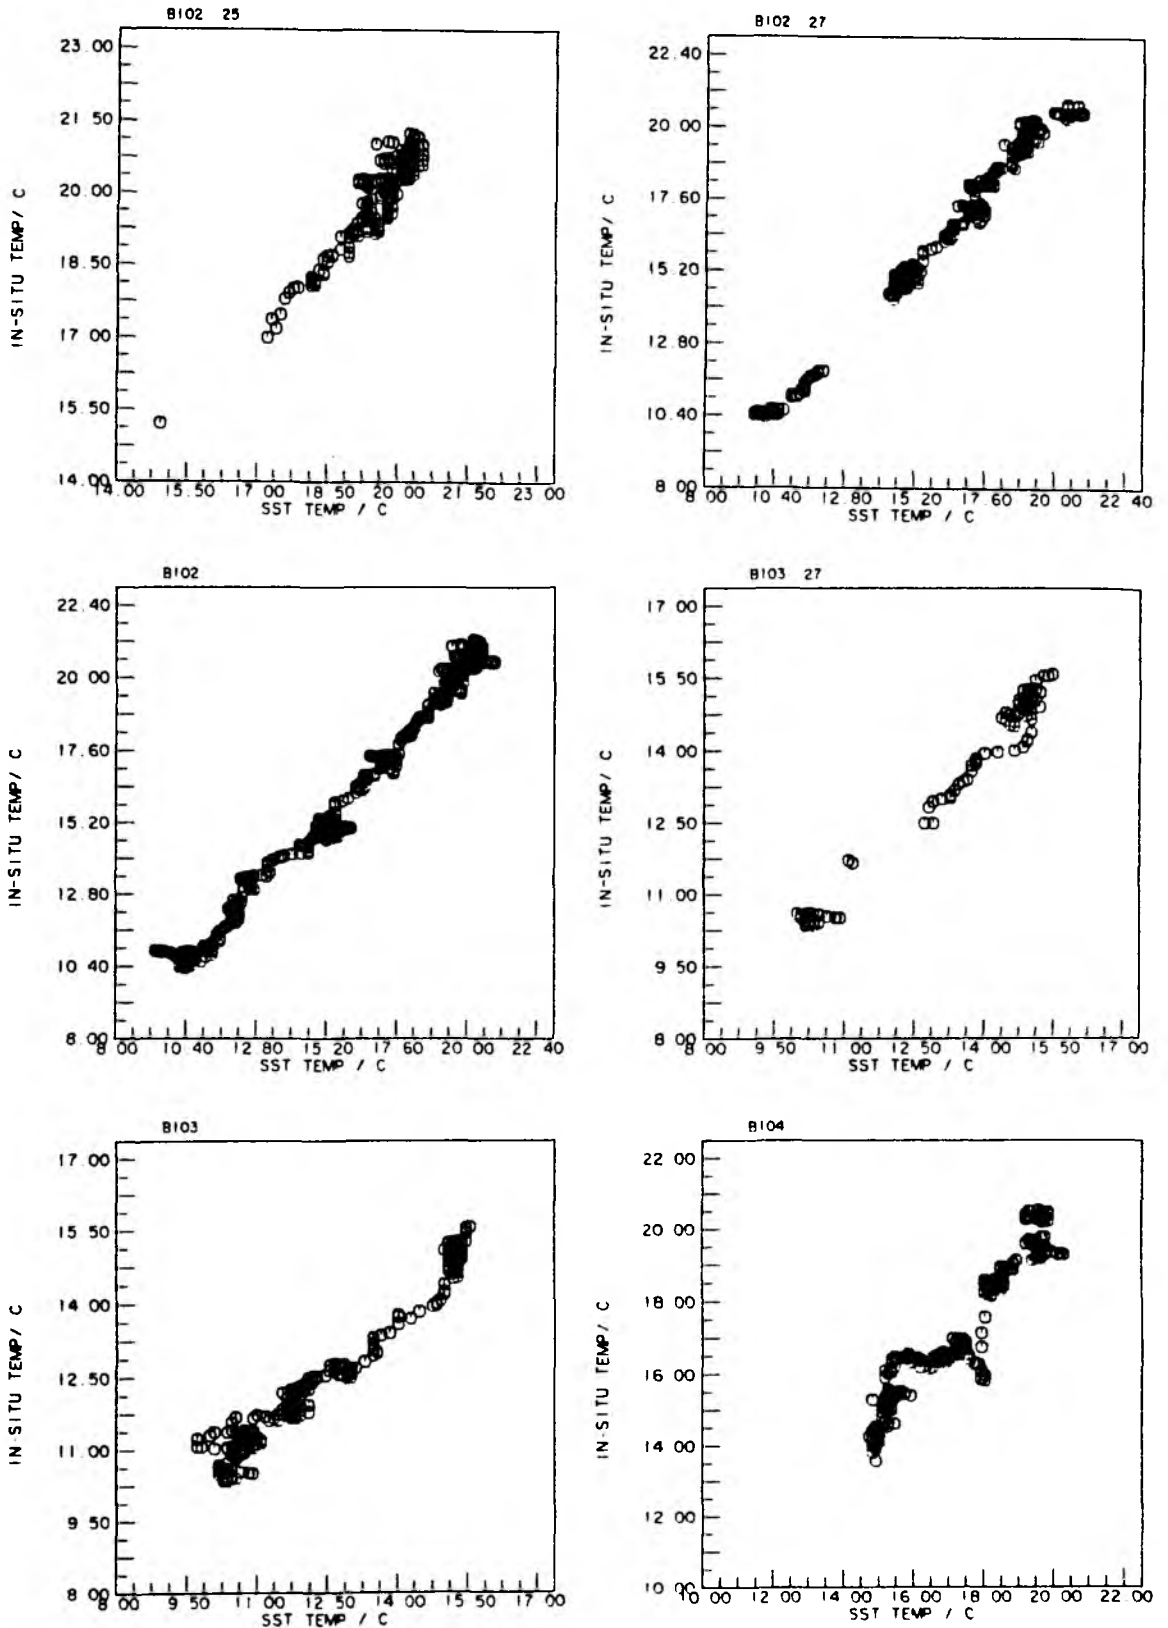 B102 25
23.00
21 50
20.00
18.50
17 00
15.50
14.00
IN-SITU TEMP/ C
14.00 15.50 17 00 18 50 20 00 21 50 23 00
SST TEMP / C
B102 27
22.40
20 00
17.60
15 20
12.80
10.40
8 00
IN-SITU TEMP/ C
8 00 10 40 12.80 15 20 17.60 20 00 22 40
SST TEMP / C
B102
22.40
20 00
17.60
15.20
12.80
10 40
8.00
IN-SITU TEMP/ C
8 00 10 40 12 80 15 20 17 60 20 00 22 40
SST TEMP / C
B103 27
17 00
15 50
14 00
12 50
11 00
9 50
8 00
IN-SITU TEMP/ C
8 00 9 50 11 00 12 50 14 00 15 50 17 00
SST TEMP / C
B103
17 00
15 50
14 00
12.50
11 00
9 50
8 00
IN-SITU TEMP/ C
8 00 9 50 11 00 12 50 14 00 15 50 17 00
SST TEMP / C
B104
22 00
20 00
18 00
16 00
14 00
12 00
10 00
IN-SITU TEMP/ C
10 00 12 00 14 00 16 00 18 00 20 00 22 00
SST TEMP / C